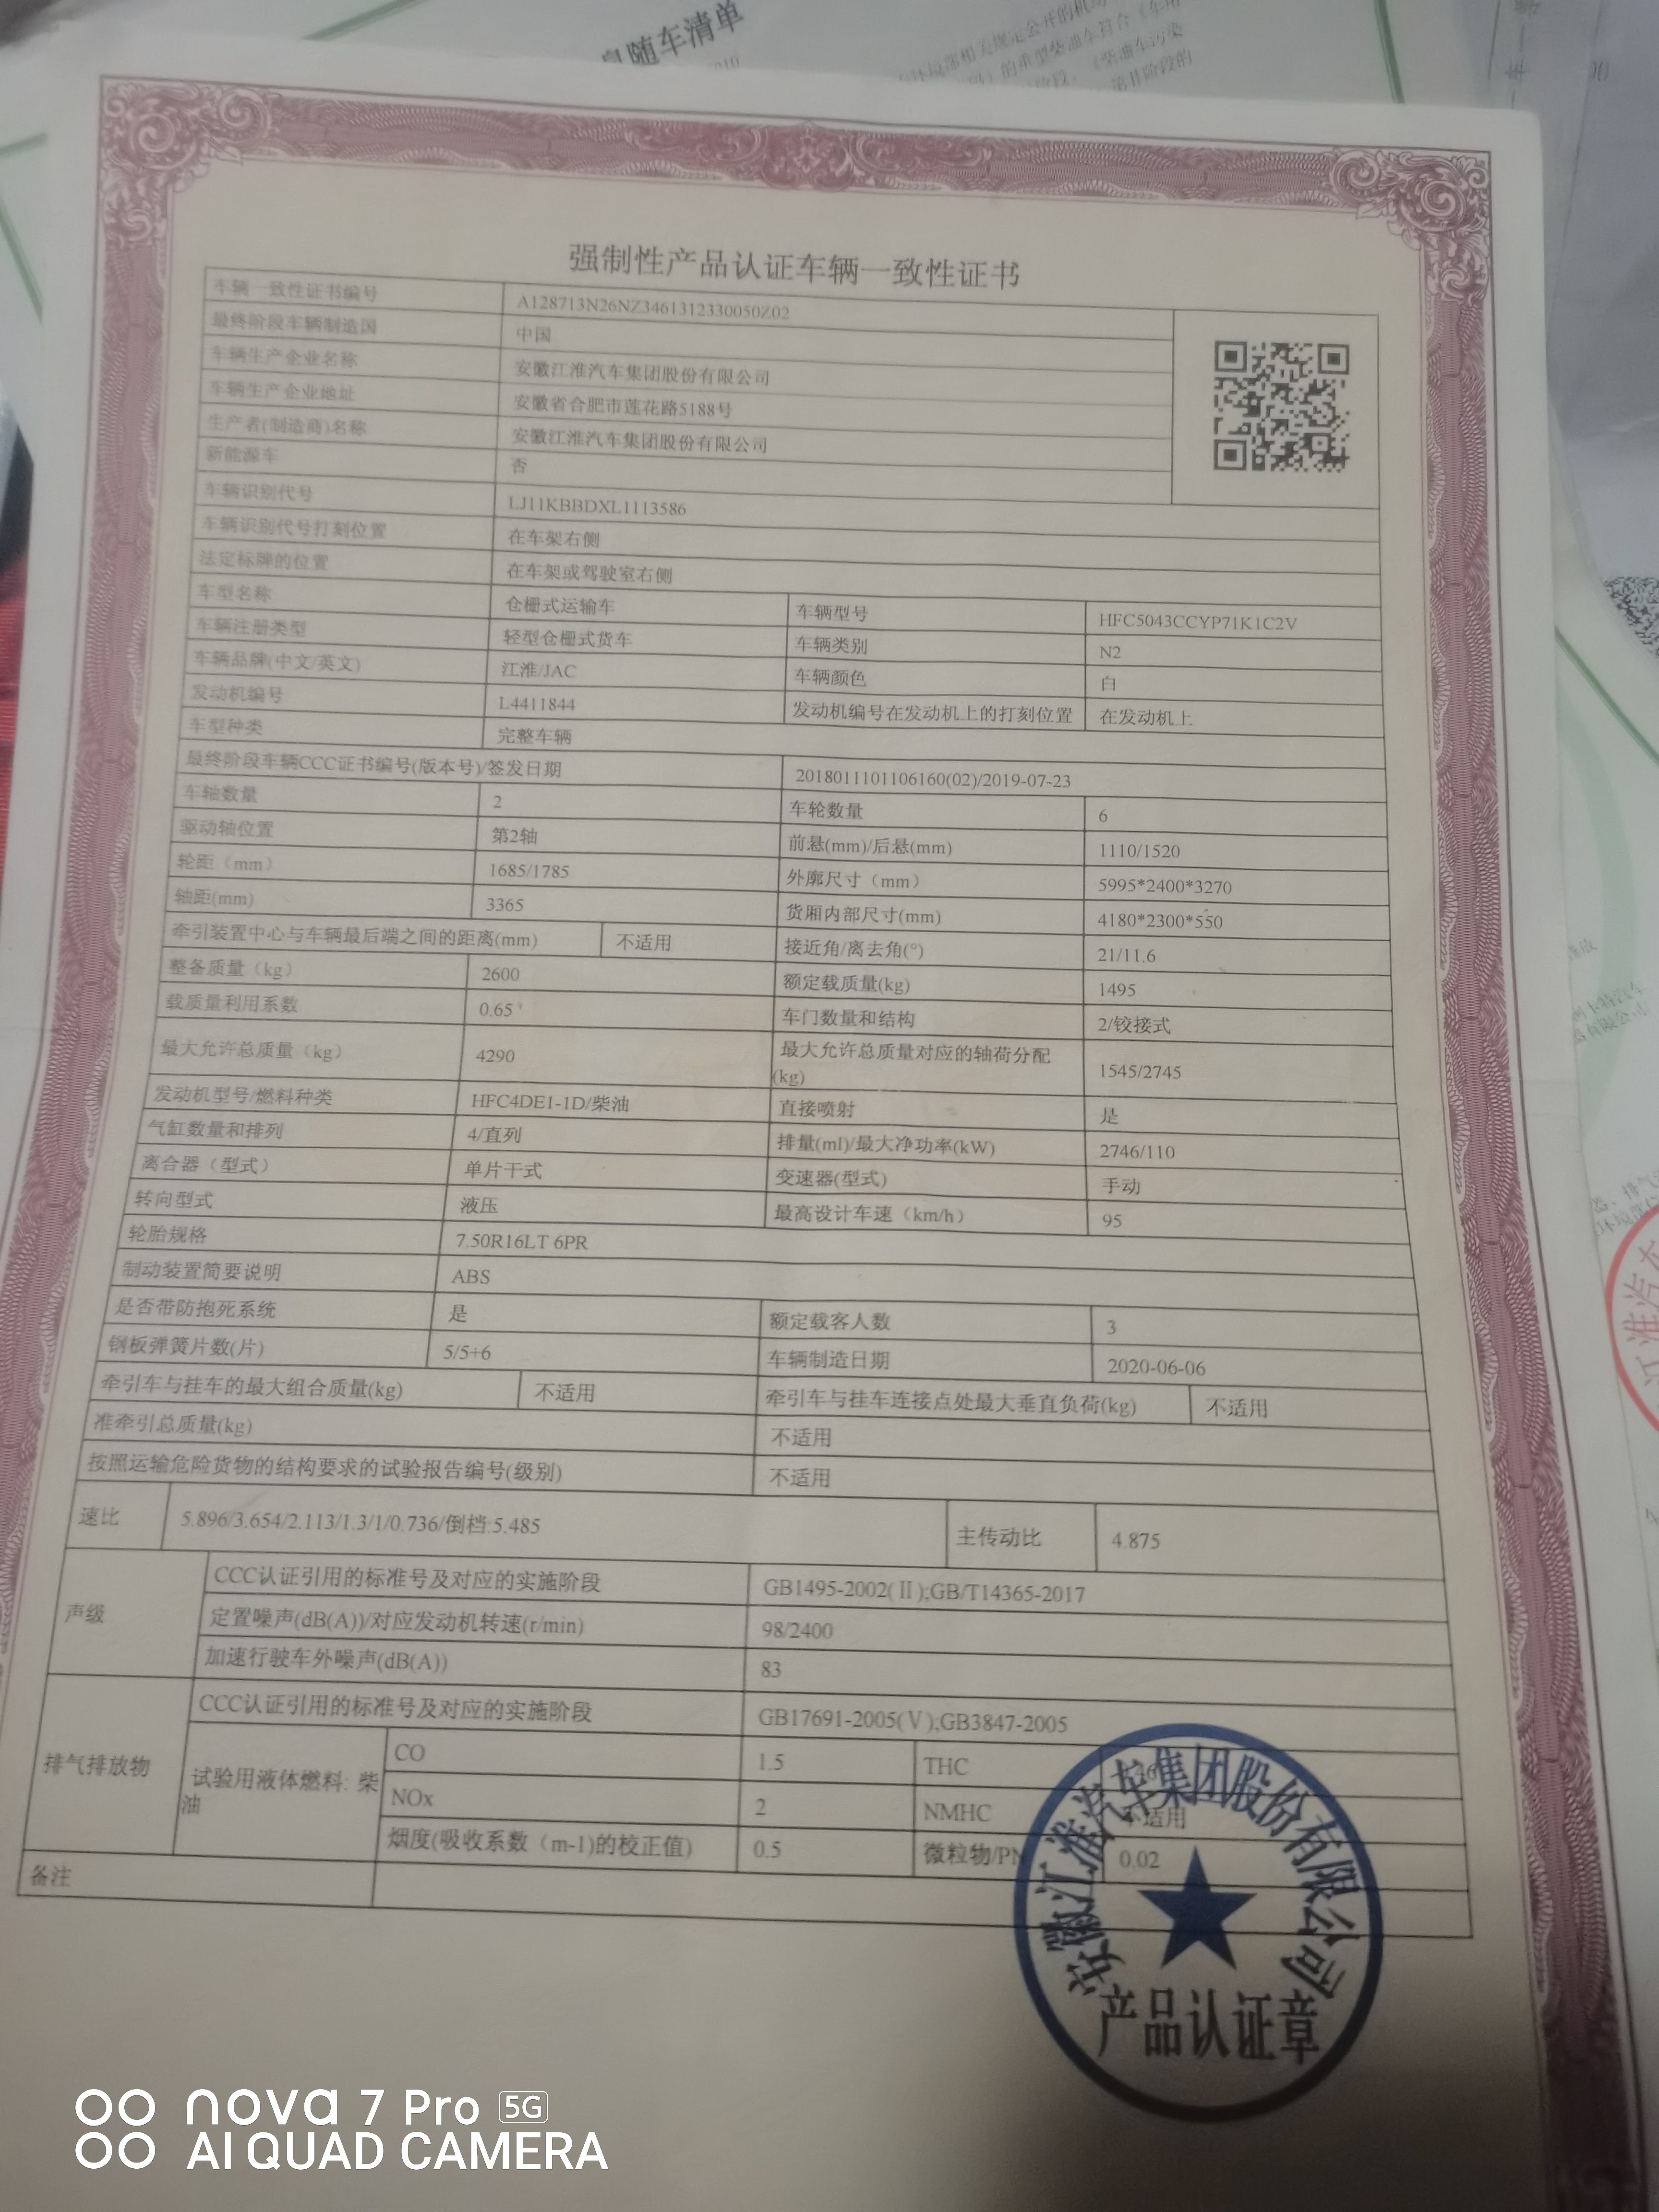 随车清单
强制性产品认证车辆一致性证书
车辆一致性证书编号 A128713N26NZ3461312330050Z02
最终阶段车辆制造国 中国
车辆生产企业名称 安徽江淮汽车集团股份有限公司
车辆生产企业地址 安徽省合肥市莲花路5188号
生产者(制造商)名称 安徽江淮汽车集团股份有限公司
新能源车 否
车辆识别代号 LJ11KBBDXL1113586
车辆识别代号打刻位置 在车架右侧
法定标牌的位置 在车架或驾驶室右侧
车型名称 仓栅式运输车 车辆型号 HFC5043CCYP71K1C2V
车辆注册类型 轻型仓栅式货车 车辆类别 N2
车辆品牌(中文/英文) 江淮/JAC 车辆颜色 白
发动机编号 L4411844 发动机编号在发动机上的打刻位置 在发动机上
车型种类 完整车辆
最终阶段车辆CCC证书编号(版本号)/签发日期 2018011101106160(02)/2019-07-23
车轴数量 2 车轮数量 6
驱动轴位置 第2轴 前悬(mm)/后悬(mm) 1110/1520
轮距（mm） 1685/1785 外廓尺寸（mm） 5995*2400*3270
轴距(mm) 3365 货厢内部尺寸(mm) 4180*2300*550
牵引装置中心与车辆最后端之间的距离(mm) 不适用 接近角/离去角(°) 21/11.6
整备质量（kg） 2600 额定载质量(kg) 1495
载质量利用系数 0.65 车门数量和结构 2/铰接式
最大允许总质量（kg） 4290 最大允许总质量对应的轴荷分配
(kg) 1545/2745
发动机型号/燃料种类 HFC4DE1-1D/柴油 直接喷射 是
气缸数量和排列 4/直列 排量(ml)/最大净功率(kW) 2746/110
离合器（型式） 单片干式 变速器(型式) 手动
转向型式 液压 最高设计车速（km/h） 95
轮胎规格 7.50R16LT 6PR
制动装置简要说明 ABS
是否带防抱死系统 是 额定载客人数 3
钢板弹簧片数(片) 5/5+6 车辆制造日期 2020-06-06
牵引车与挂车的最大组合质量(kg) 不适用 牵引车与挂车连接点处最大垂直负荷(kg) 不适用
准牵引总质量(kg) 不适用
按照运输危险货物的结构要求的试验报告编号(级别) 不适用
速比 5.896/3.654/2.113/1.3/1/0.736/倒档:5.485 主传动比 4.875
声级 CCC认证引用的标准号及对应的实施阶段 GB1495-2002(Ⅱ);GB/T14365-2017
定置噪声(dB(A))/对应发动机转速(r/min) 98/2400
加速行驶车外噪声(dB(A)) 83
排气排放物 CCC认证引用的标准号及对应的实施阶段 GB17691-2005(Ⅴ);GB3847-2005
试验用液体燃料: 柴
油
CO 1.5 THC
NOx 2 NMHC 不适用
烟度(吸收系数（m-1)的校正值) 0.5 微粒物/PN 0.02
备注
安徽江淮汽车集团股份有限公司
产品认证章
nova 7 Pro 5G
AI QUAD CAMERA